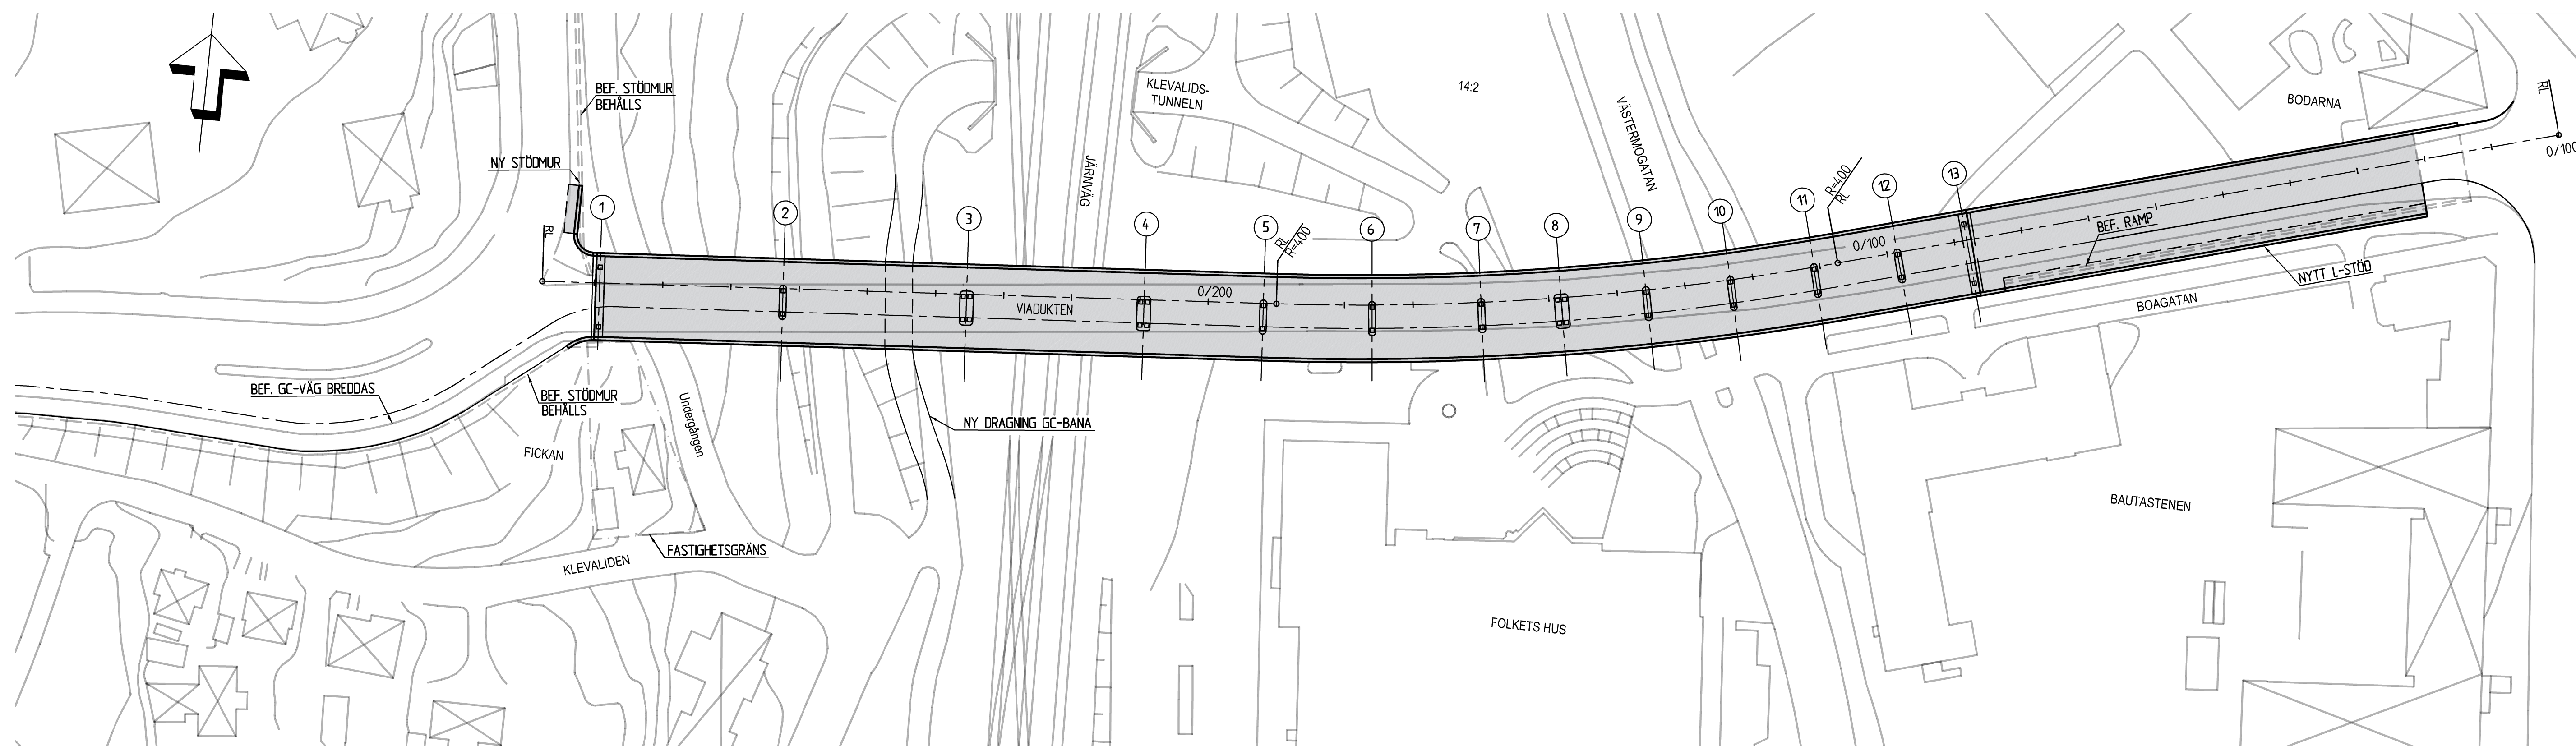 BEF. STÖDMUR
BEHÅLLS
NY STÖDMUR
RL
1
2
3
4
5
6
7
8
9
10
11
12
13
KLEVALIDS-
TUNNELN
14:2
JÄRNVÄG
VÄSTERMOGATAN
BODARNA
RL
0/100
RL
R=400
R=400
RL
0/200
VIADUKTEN
0/100
BEF. RAMP
NYTT L-STÖD
BOAGATAN
BEF. GC-VÄG BREDDAS
BEF. STÖDMUR
BEHÅLLS
Undergången
NY DRAGNING GC-BANA
FICKAN
FASTIGHETSGRÄNS
KLEVALIDEN
BAUTASTENEN
FOLKETS HUS